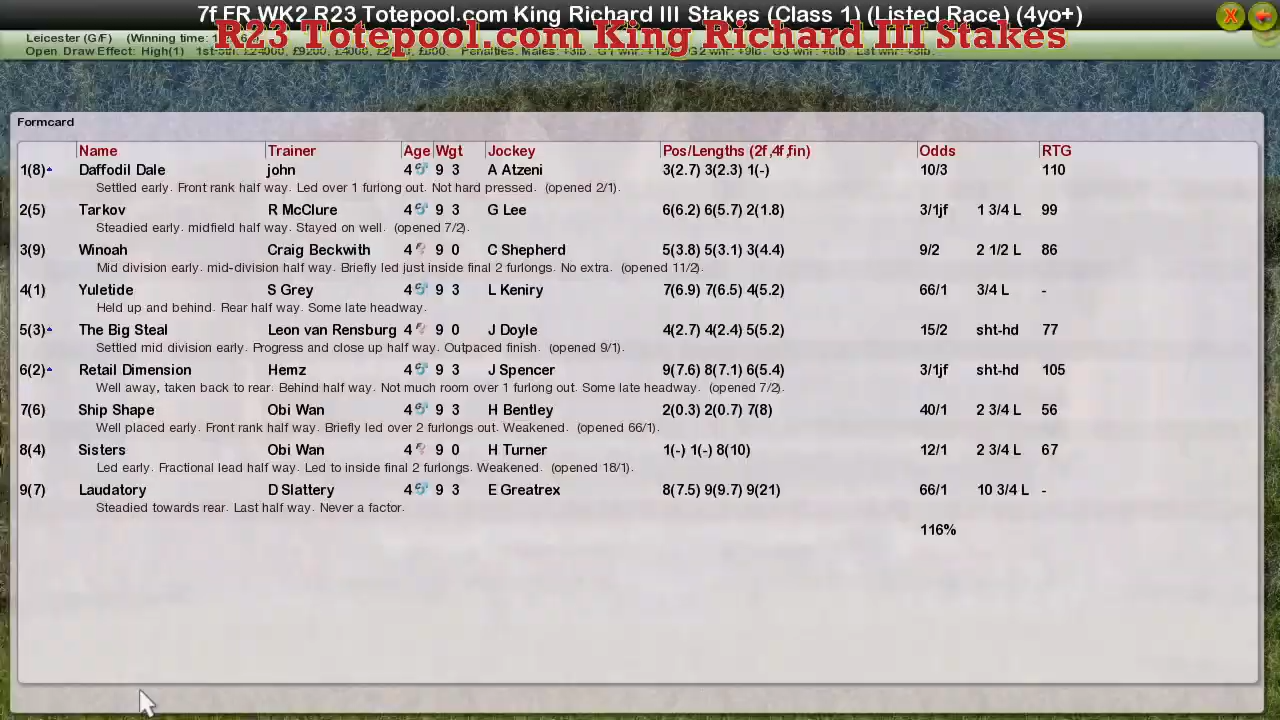 7f FR WK2 R23 Totepool.com King Richard III Stakes (Class 1) (Listed Race) (4yo+)
R23 Totepool.com King Richard III Stakes
Leicester (G/F) (Winning time:
Open Draw Effect: High(1) 1st-5th. £24000, £9200,
Formcard
Name Trainer Age Wgt Jockey Pos/Lengths (2f,4f,fin) Odds RTG
1(8) Daffodil Dale john 4 9 3 A Atzeni 3(2.7) 3(2.3) 1(-) 10/3 110
Settled early. Front rank half way. Led over 1 furlong out. Not hard pressed. (opened 2/1).
2(5) Tarkov R McClure 4 9 3 G Lee 6(6.2) 6(5.7) 2(1.8) 3/1jf 1 3/4 L 99
Steadied early. midfield half way. Stayed on well. (opened 7/2).
3(9) Winoah Craig Beckwith 4 9 0 C Shepherd 5(3.8) 5(3.1) 3(4.4) 9/2 2 1/2 L 86
Mid division early. mid-division half way. Briefly led just inside final 2 furlongs. No extra. (opened 11/2).
4(1) Yuletide S Grey 4 9 3 L Keniry 7(6.9) 7(6.5) 4(5.2) 66/1 3/4 L -
Held up and behind. Rear half way. Some late headway.
5(3) The Big Steal Leon van Rensburg 4 9 0 J Doyle 4(2.7) 4(2.4) 5(5.2) 15/2 sht-hd 77
Settled mid division early. Progress and close up half way. Outpaced finish. (opened 9/1).
6(2) Retail Dimension Hemz 4 9 3 J Spencer 9(7.6) 8(7.1) 6(5.4) 3/1jf sht-hd 105
Well away, taken back to rear. Behind half way. Not much room over 1 furlong out. Some late headway. (opened 7/2).
7(6) Ship Shape Obi Wan 4 9 3 H Bentley 2(0.3) 2(0.7) 7(8) 40/1 2 3/4 L 56
Well placed early. Front rank half way. Briefly led over 2 furlongs out. Weakened. (opened 66/1).
8(4) Sisters Obi Wan 4 9 0 H Turner 1(-) 1(-) 8(10) 12/1 2 3/4 L 67
Led early. Fractional lead half way. Led to inside final 2 furlongs. Weakened. (opened 18/1).
9(7) Laudatory D Slattery 4 9 3 E Greatrex 8(7.5) 9(9.7) 9(21) 66/1 10 3/4 L -
Steadied towards rear. Last half way. Never a factor.
116%